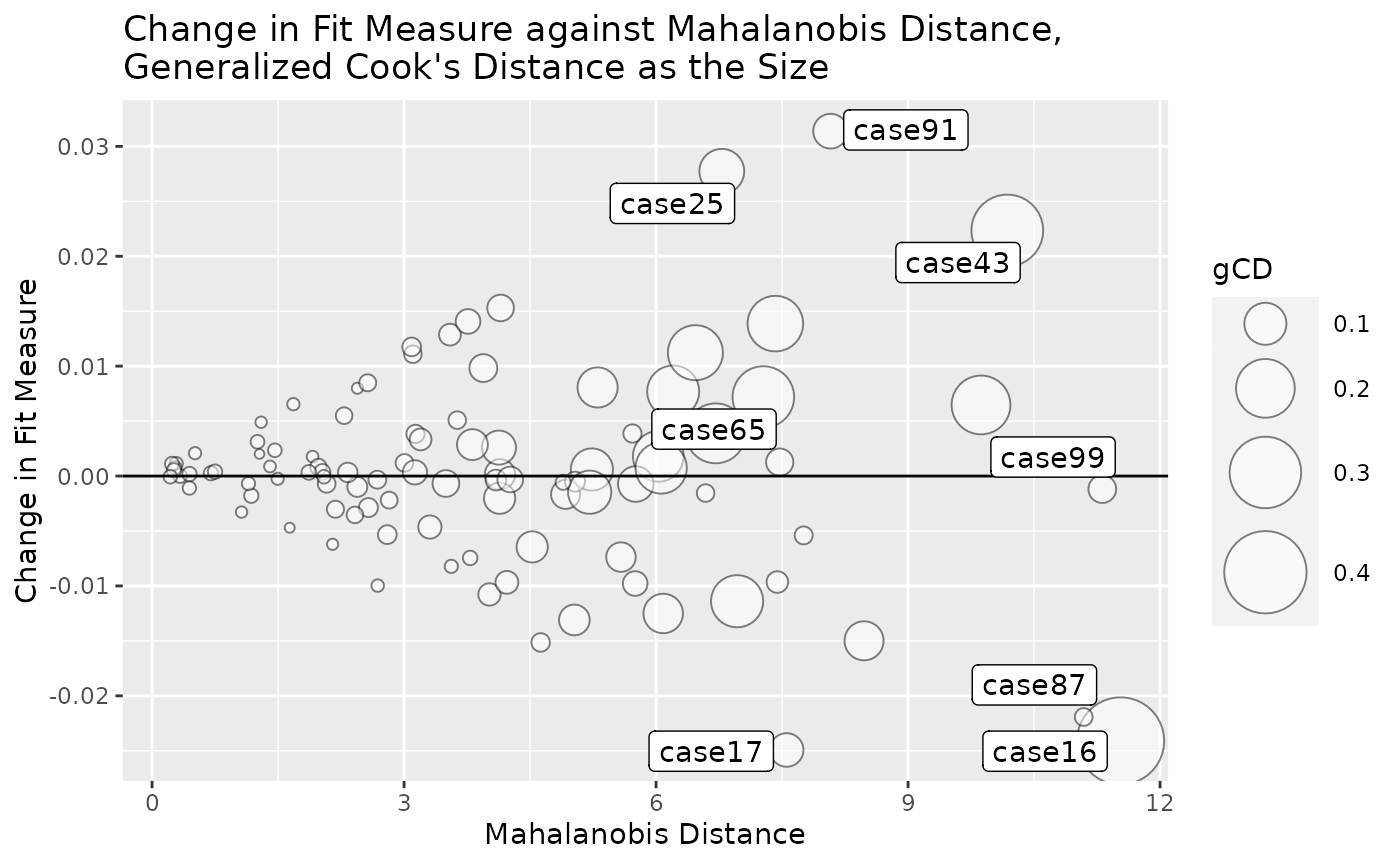 Change in Fit Measure against Mahalanobis Distance,
Generalized Cook's Distance as the Size
Change in Fit Measure
0.03
0.02
0.01
0.00
-0.01
-0.02
case91
case25
case43
case65
case99
case87
case17
case16
0
3
6
9
12
Mahalanobis Distance
gCD
0.1
0.2
0.3
0.4